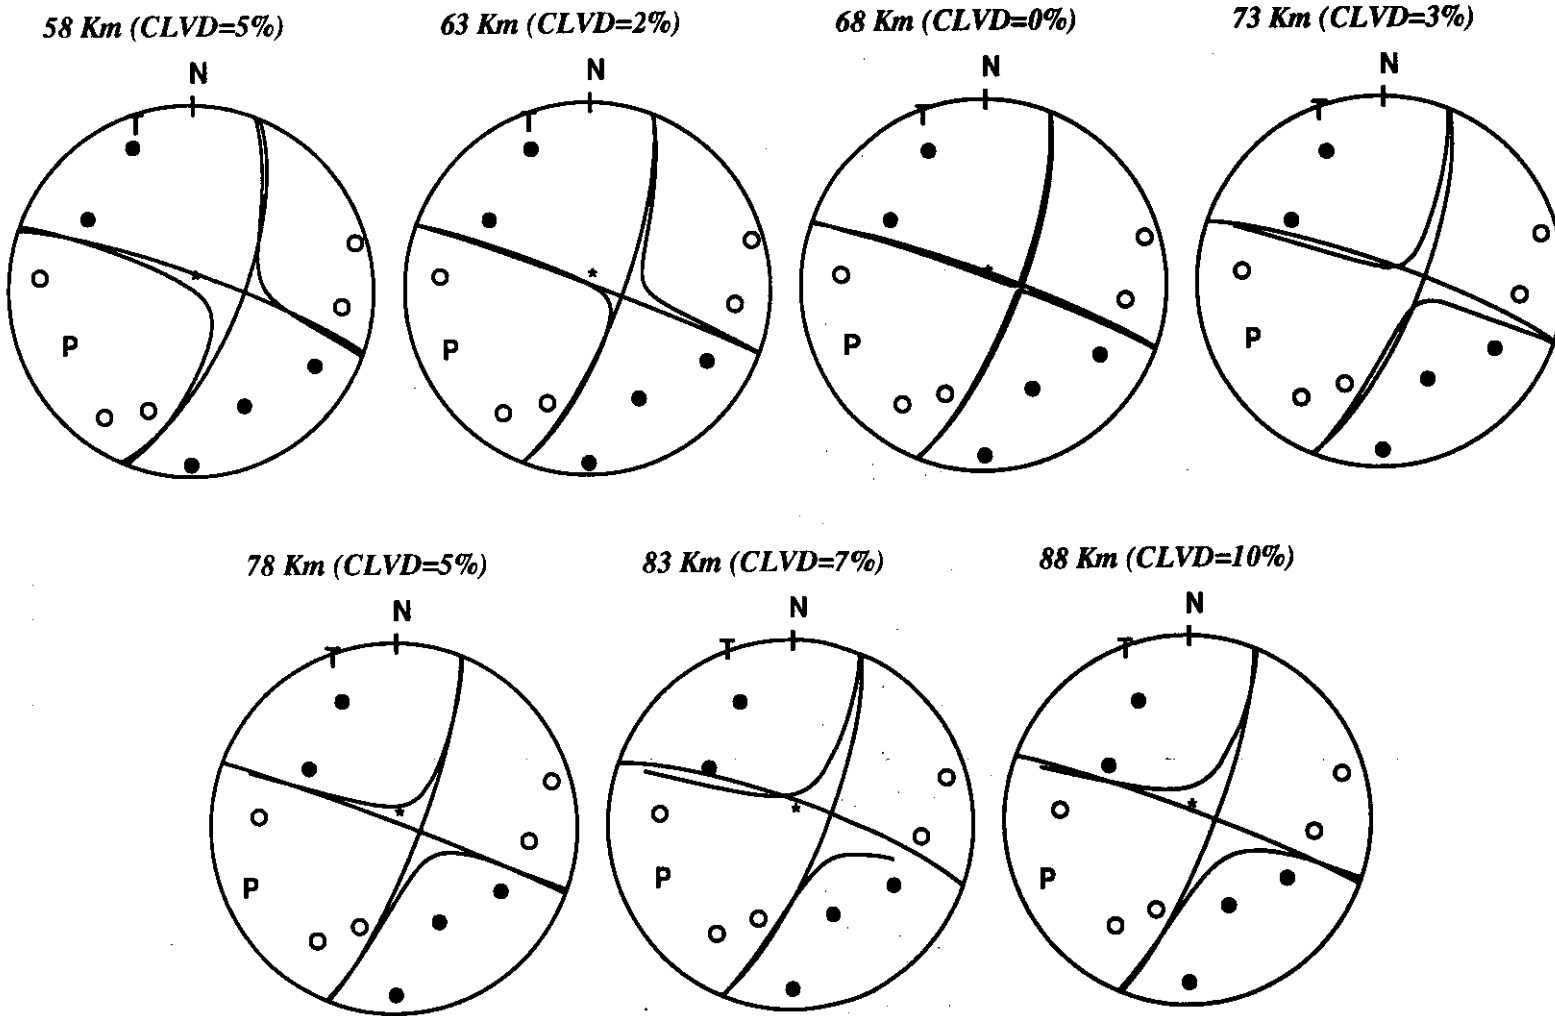 58 Km (CLVD=5%) 63 Km (CLVD=2%) 68 Km (CLVD=0%) 73 Km (CLVD=3%)
N N N N
T T T T
P P P P
78 Km (CLVD=5%) 83 Km (CLVD=7%) 88 Km (CLVD=10%)
N N N
T T T
P P P